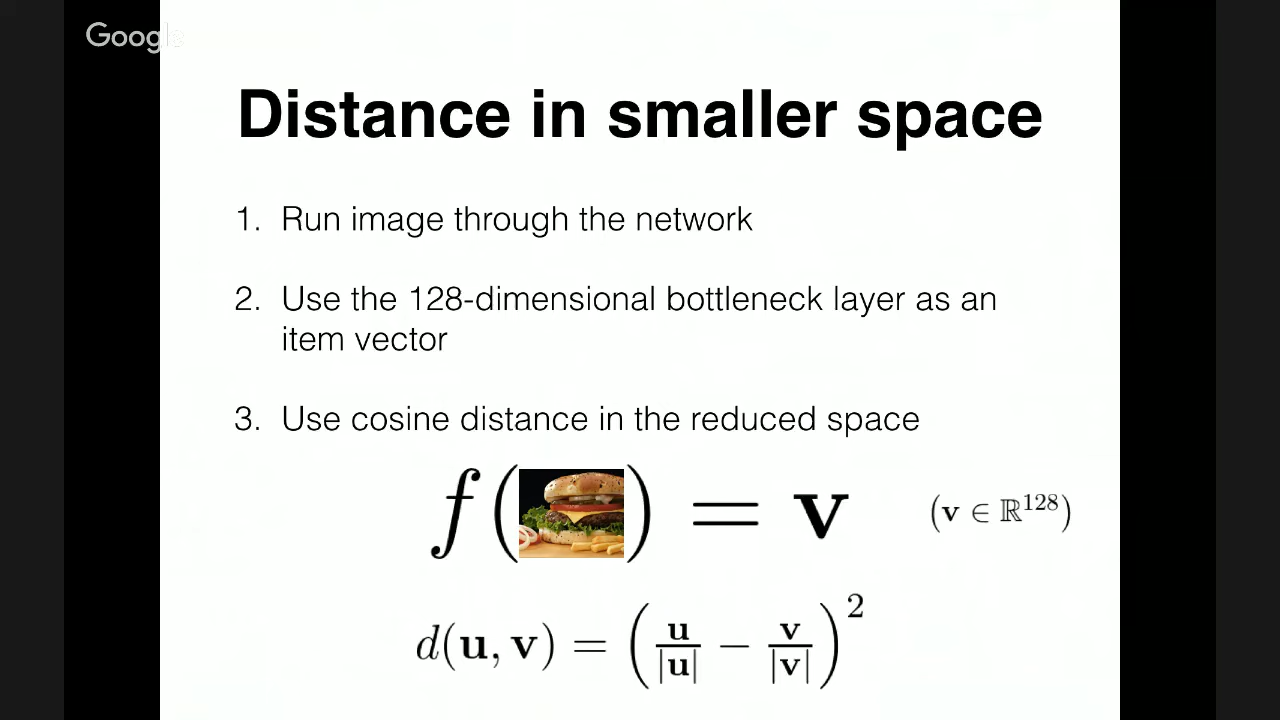 Google
Distance in smaller space
1. Run image through the network
2. Use the 128-dimensional bottleneck layer as an
item vector
3. Use cosine distance in the reduced space
f( ) = v (v ∈ ℝ¹²⁸)
d(u, v) = (u/|u| − v/|v|)²